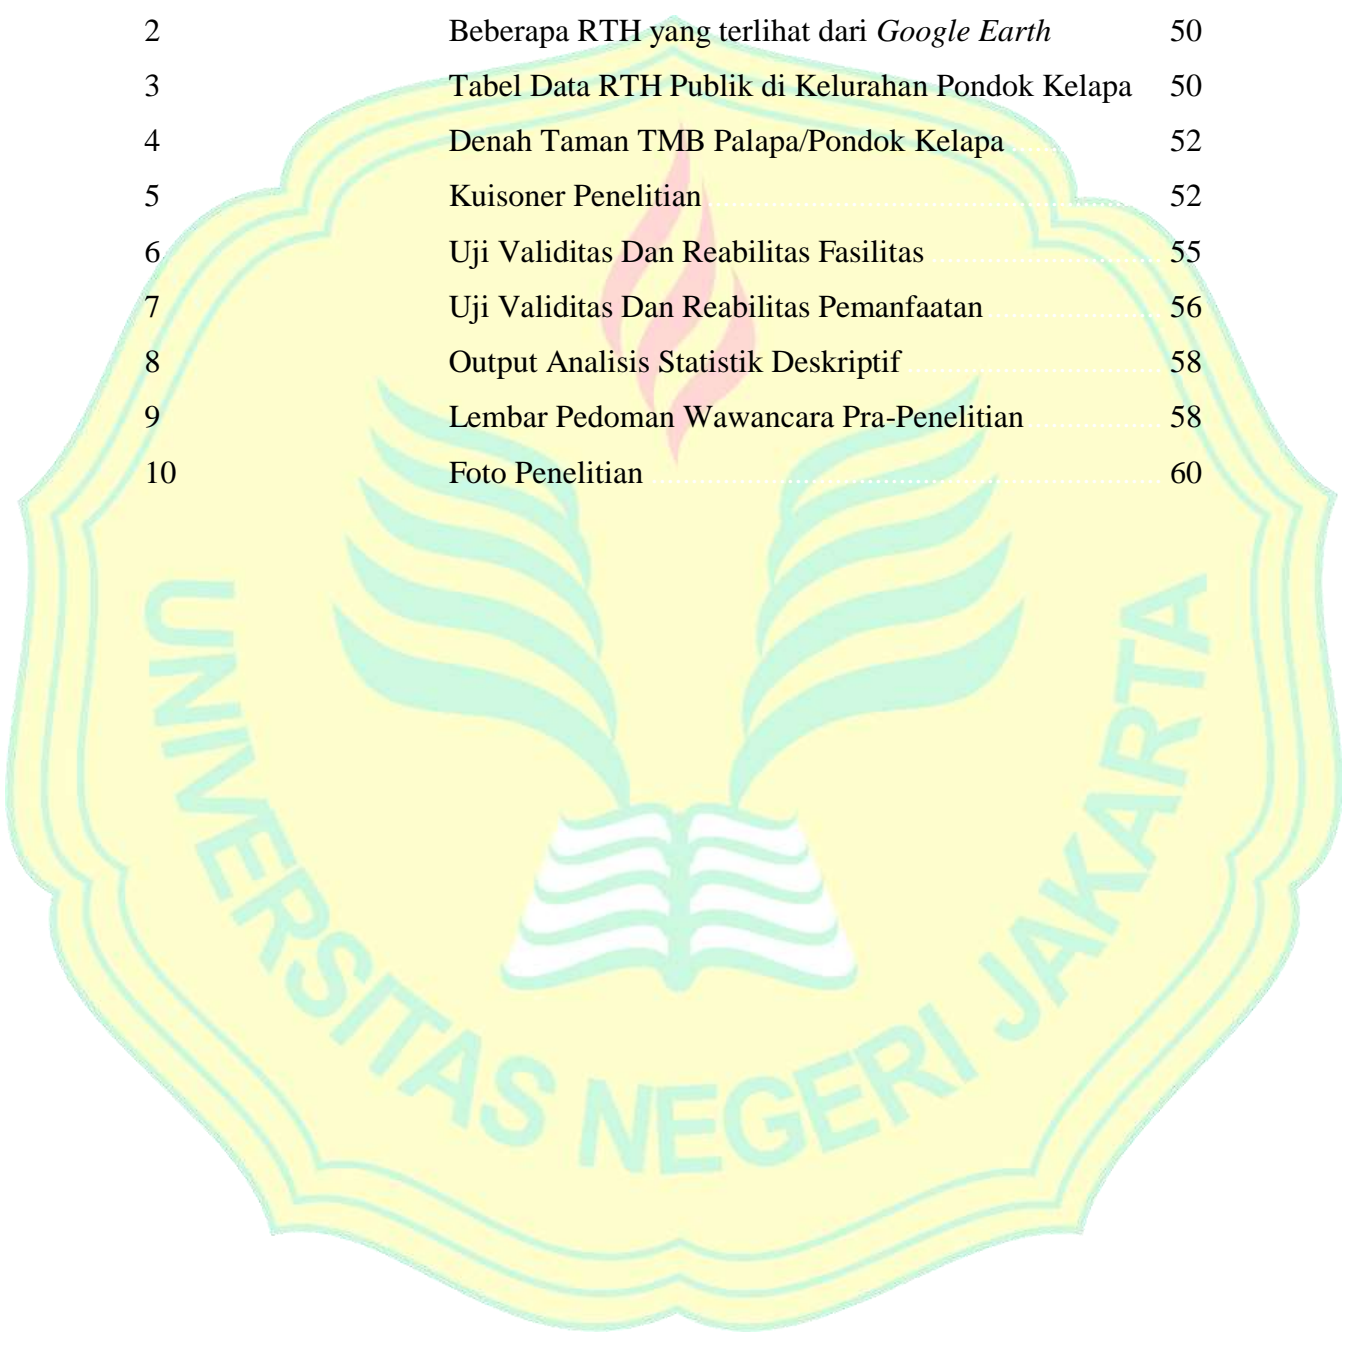 2 Beberapa RTH yang terlihat dari Google Earth 50
3 Tabel Data RTH Publik di Kelurahan Pondok Kelapa 50
4 Denah Taman TMB Palapa/Pondok Kelapa 52
5 Kuisoner Penelitian 52
6 Uji Validitas Dan Reabilitas Fasilitas 55
7 Uji Validitas Dan Reabilitas Pemanfaatan 56
8 Output Analisis Statistik Deskriptif 58
9 Lembar Pedoman Wawancara Pra-Penelitian 58
10 Foto Penelitian 60
UNIVERSITAS NEGERI JAKARTA